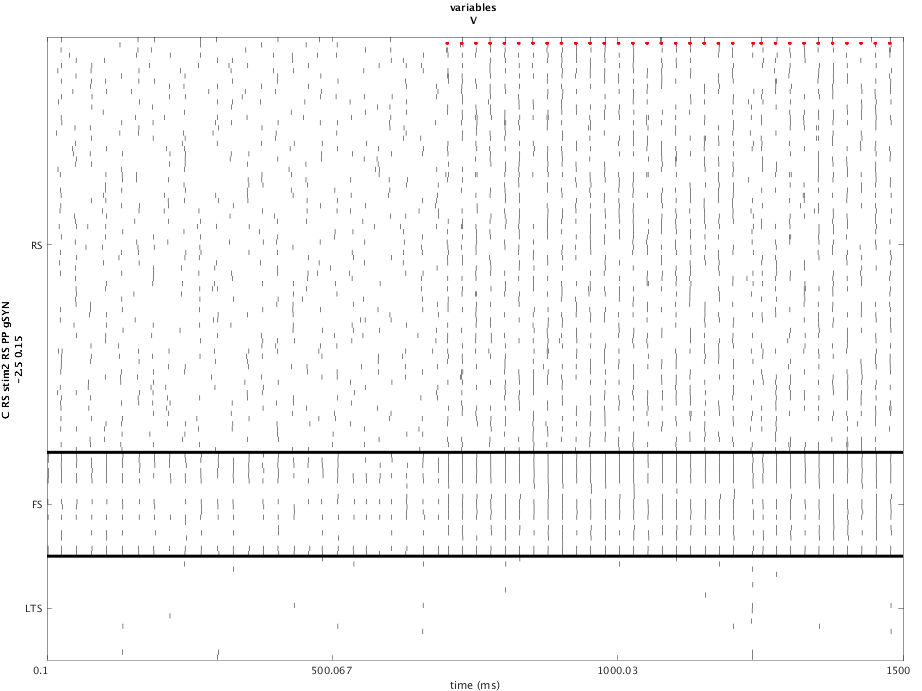 variables
V
C RS stim2 RS PP gSYN
-2.5 0.15
RS
FS
LTS
0.1
500.067
1000.03
1500
time (ms)